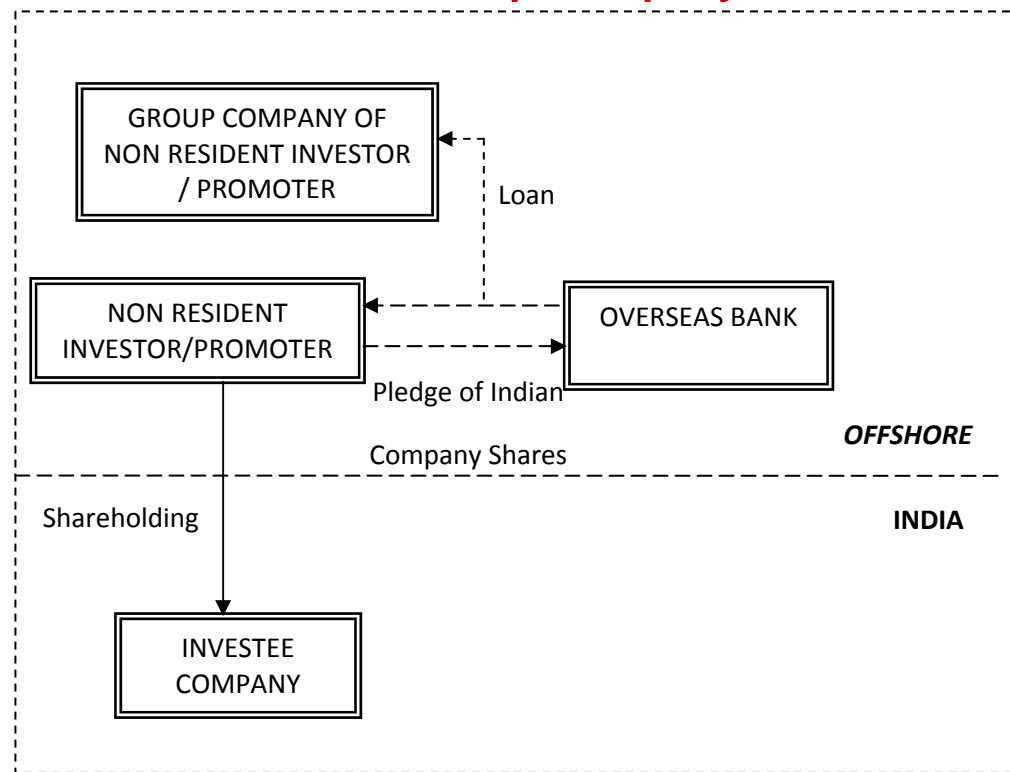 GROUP COMPANY OF
NON RESIDENT INVESTOR
/ PROMOTER
Loan
NON RESIDENT
INVESTOR/PROMOTER
OVERSEAS BANK
Pledge of Indian
Company Shares
OFFSHORE
Shareholding
INDIA
INVESTEE
COMPANY